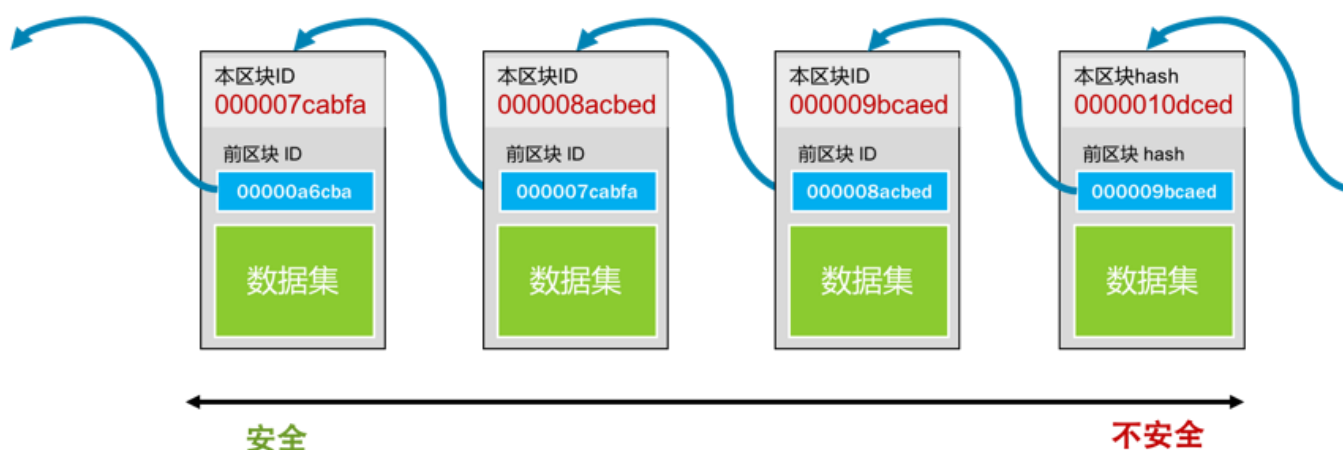 本区块ID
000007cabfa
前区块 ID
00000a6cba
数据集
本区块ID
000008acbed
前区块 ID
000007cabfa
数据集
本区块ID
000009bcaed
前区块 ID
000008acbed
数据集
本区块hash
0000010dced
前区块 hash
000009bcaed
数据集
安全
不安全